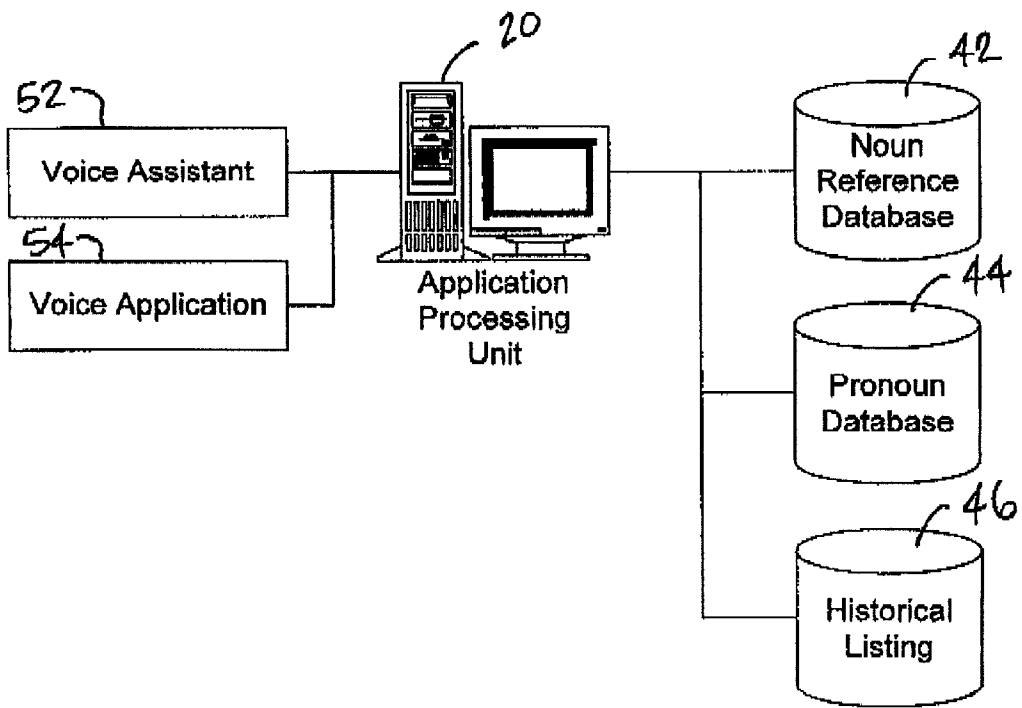 20
42
52
Voice Assistant
Noun
Reference
Database
54
Voice Application
Application
Processing
Unit
44
Pronoun
Database
46
Historical
Listing